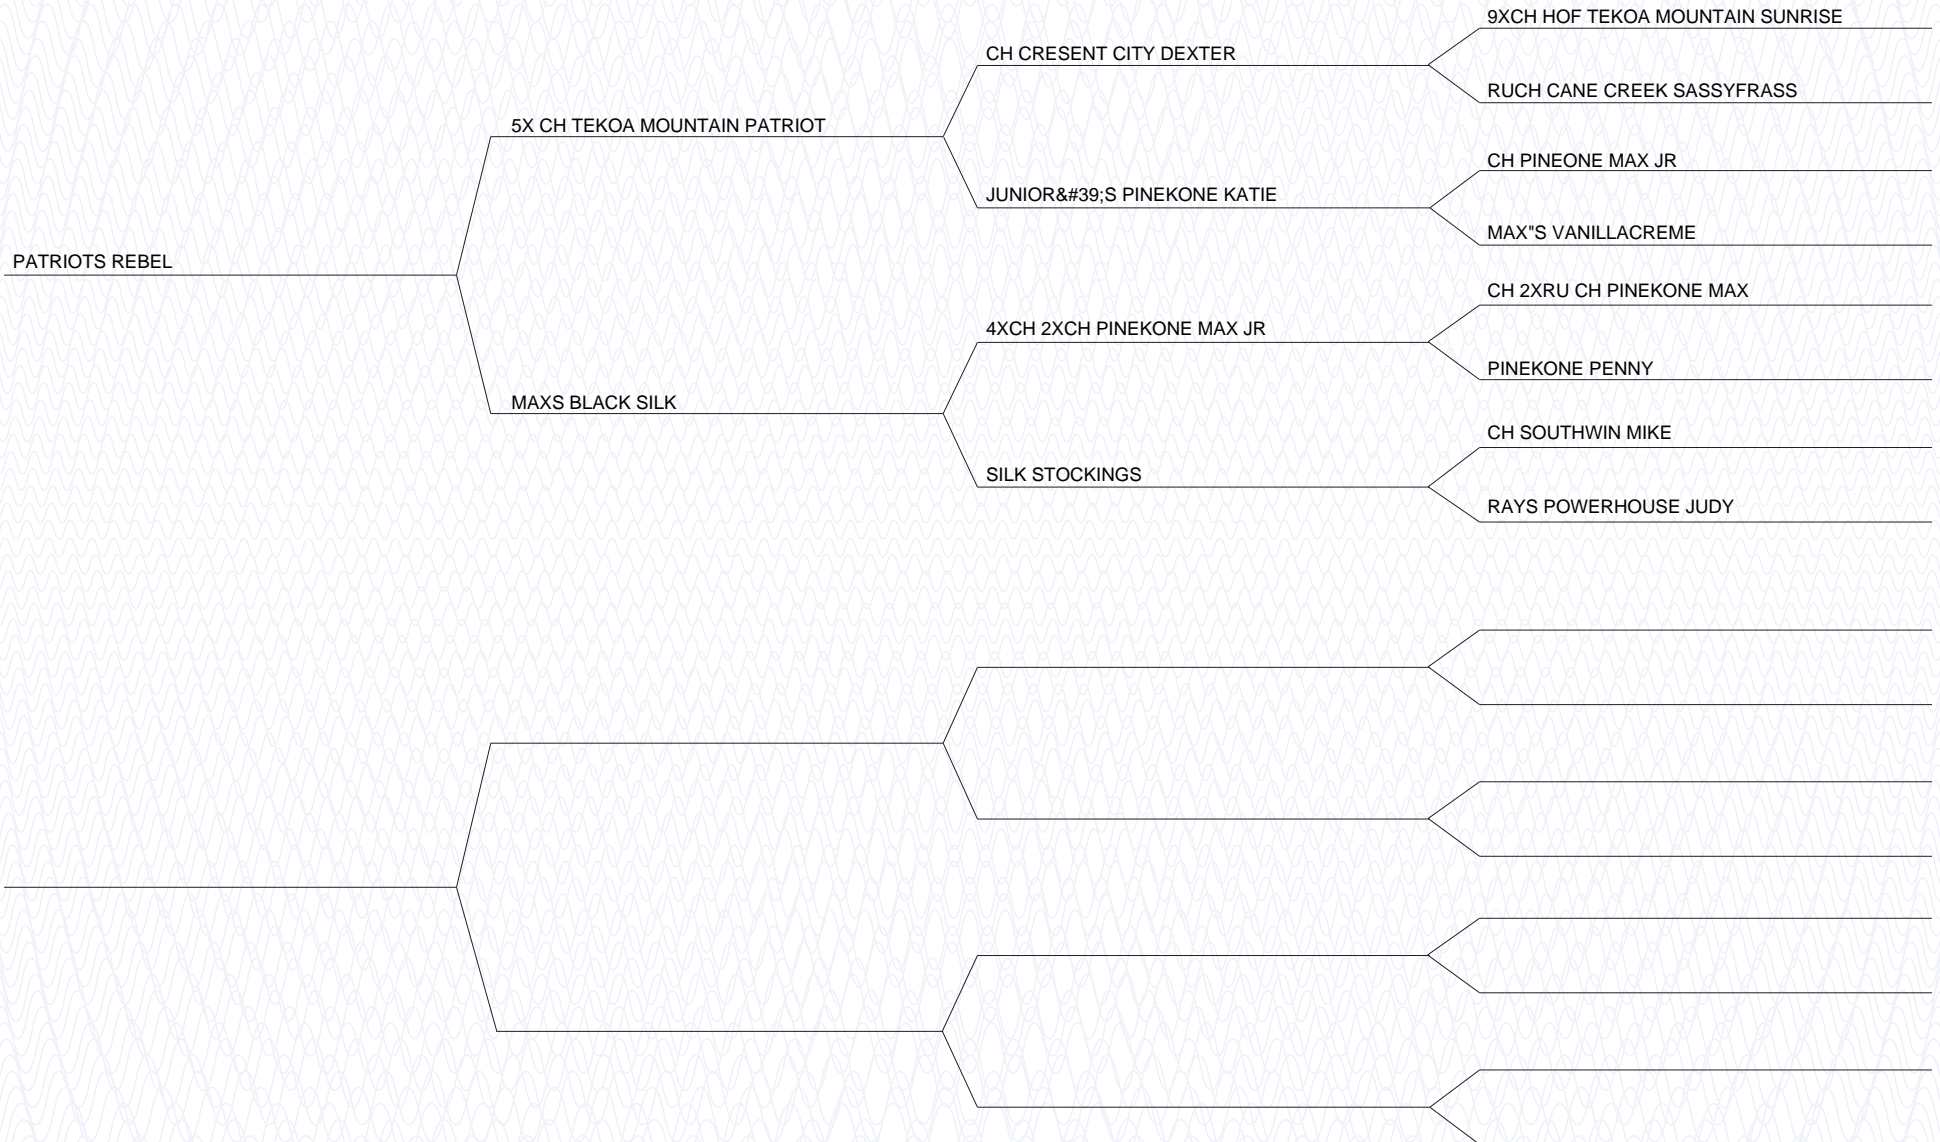 9XCH HOF TEKOA MOUNTAIN SUNRISE
CH CRESENT CITY DEXTER
RUCH CANE CREEK SASSYFRASS
5X CH TEKOA MOUNTAIN PATRIOT
CH PINEONE MAX JR
JUNIOR&#39;S PINEKONE KATIE
MAX"S VANILLACREME
PATRIOTS REBEL
CH 2XRU CH PINEKONE MAX
4XCH 2XCH PINEKONE MAX JR
PINEKONE PENNY
MAXS BLACK SILK
CH SOUTHWIN MIKE
SILK STOCKINGS
RAYS POWERHOUSE JUDY